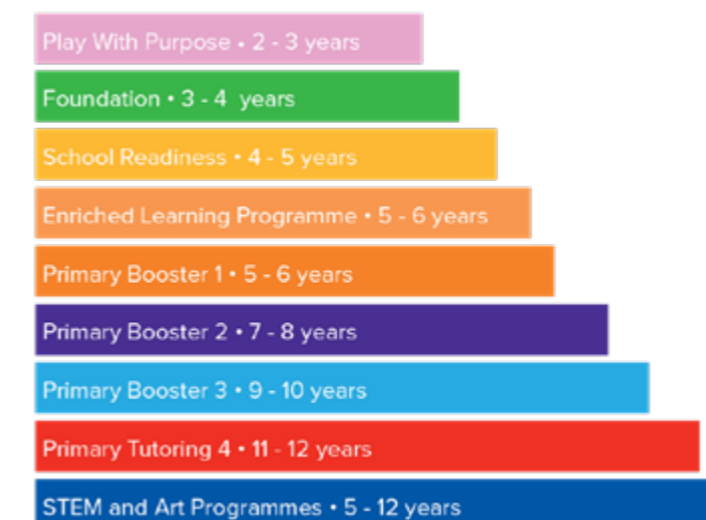 Play With Purpose • 2 - 3 years
Foundation • 3 - 4 years
School Readiness • 4 - 5 years
Enriched Learning Programme • 5 - 6 years
Primary Booster 1 • 5 - 6 years
Primary Booster 2 • 7 - 8 years
Primary Booster 3 • 9 - 10 years
Primary Tutoring 4 • 11 - 12 years
STEM and Art Programmes • 5 - 12 years